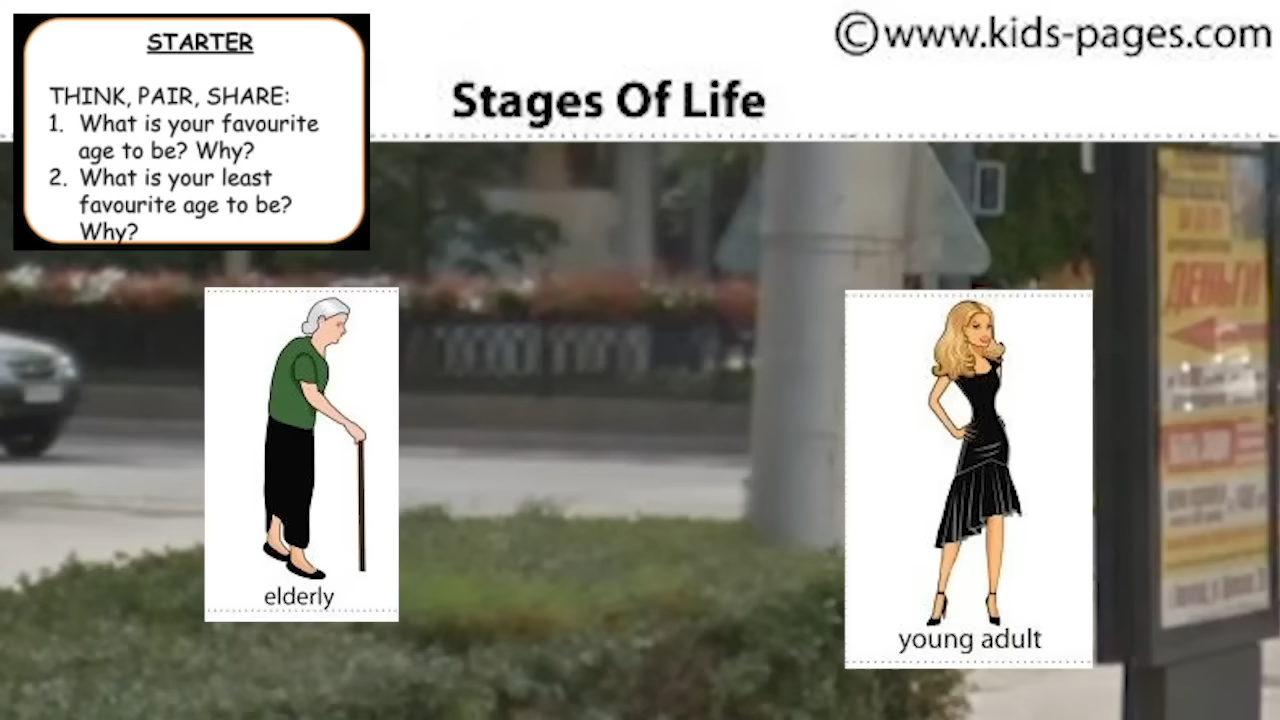 STARTER
THINK, PAIR, SHARE:
1. What is your favourite
age to be? Why?
2. What is your least
favourite age to be?
Why?
©www.kids-pages.com
Stages Of Life
elderly
young adult
ДЕНЬГИ